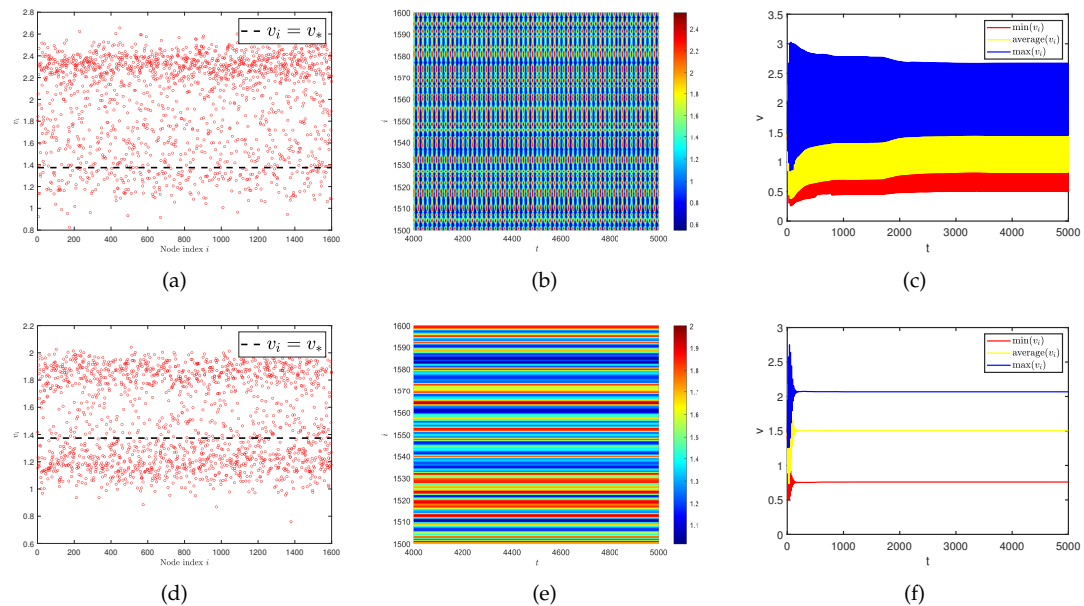 2.8
2.6
2.4
2.2
2
1.8
1.6
1.4
1.2
1
0.8
v_i
v_i = v_*
0 200 400 600 800 1000 1200 1400 1600
Node index i
(a)
1600
1590
1580
1570
1560
1550
1540
1530
1520
1510
1500
i
4000 4200 4400 4600 4800 5000
t
2.4
2.2
2
1.8
1.6
1.4
1.2
1
0.8
0.6
(b)
3.5
3
2.5
2
1.5
1
0.5
0
v
min(v_i)
average(v_i)
max(v_i)
0 1000 2000 3000 4000 5000
t
(c)
2.2
2
1.8
1.6
1.4
1.2
1
0.8
0.6
v_i
v_i = v_*
0 200 400 600 800 1000 1200 1400 1600
Node index i
(d)
1600
1590
1580
1570
1560
1550
1540
1530
1520
1510
1500
i
4000 4200 4400 4600 4800 5000
t
2
1.9
1.8
1.7
1.6
1.5
1.4
1.3
1.2
1.1
(e)
3
2.5
2
1.5
1
0.5
0
v
min(v_i)
average(v_i)
max(v_i)
0 1000 2000 3000 4000 5000
t
(f)